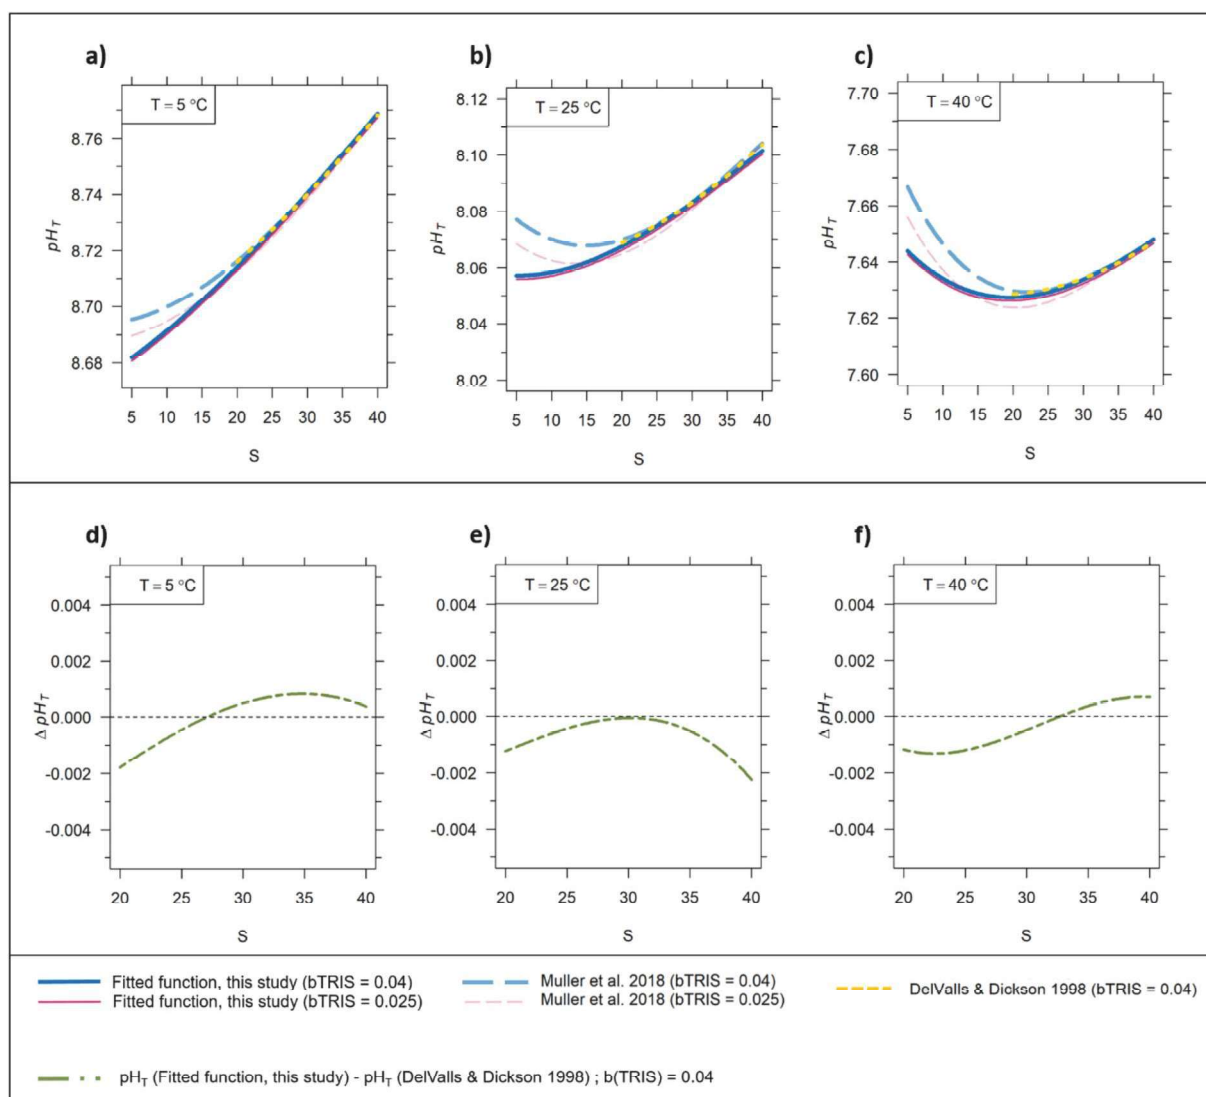 a)
T = 5 °C
pH_T
8.76
8.74
8.72
8.70
8.68
5 10 15 20 25 30 35 40
S
b)
T = 25 °C
pH_T
8.12
8.10
8.08
8.06
8.04
8.02
5 10 15 20 25 30 35 40
S
c)
T = 40 °C
pH_T
7.70
7.68
7.66
7.64
7.62
7.60
5 10 15 20 25 30 35 40
S
d)
T = 5 °C
Δ pH_T
0.004
0.002
0.000
-0.002
-0.004
20 25 30 35 40
S
e)
T = 25 °C
Δ pH_T
0.004
0.002
0.000
-0.002
-0.004
20 25 30 35 40
S
f)
T = 40 °C
Δ pH_T
0.004
0.002
0.000
-0.002
-0.004
20 25 30 35 40
S
Fitted function, this study (bTRIS = 0.04)
Fitted function, this study (bTRIS = 0.025)
Muller et al. 2018 (bTRIS = 0.04)
Muller et al. 2018 (bTRIS = 0.025)
DelValls & Dickson 1998 (bTRIS = 0.04)
pH_T (Fitted function, this study) - pH_T (DelValls & Dickson 1998) ; b(TRIS) = 0.04